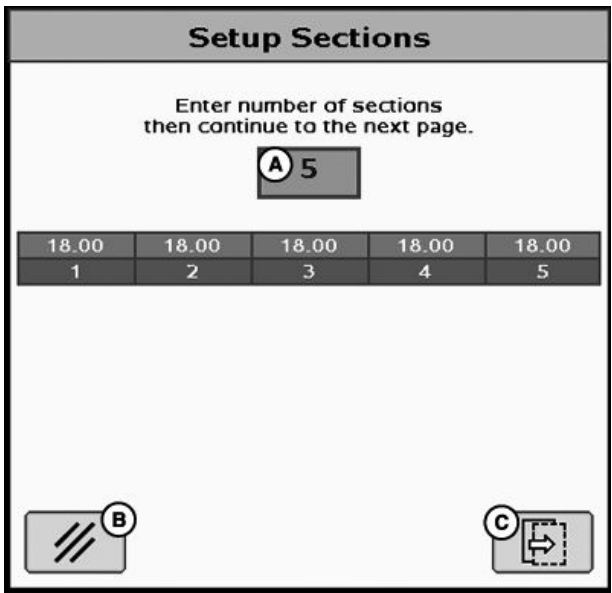 Setup Sections
Enter number of sections
then continue to the next page.
A 5
18.00 18.00 18.00 18.00 18.00
1 2 3 4 5
B
C